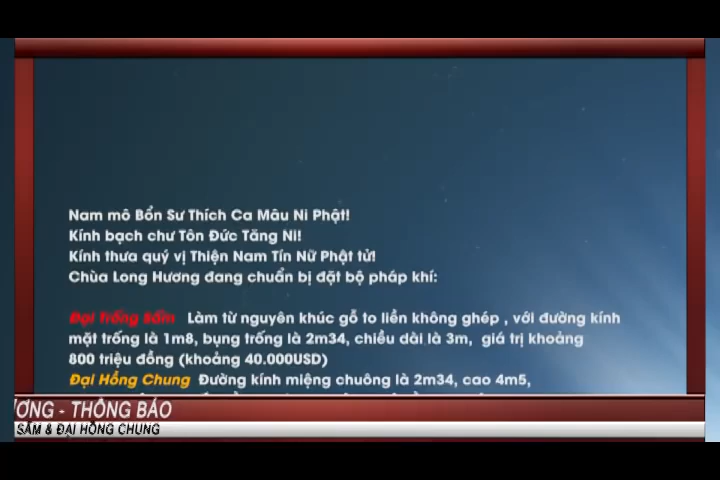 Nam mô Bổn Sư Thích Ca Mâu Ni Phật!
Kính bạch chư Tôn Đức Tăng Ni!
Kính thưa quý vị Thiện Nam Tín Nữ Phật tử!
Chùa Long Hương đang chuẩn bị đặt bộ pháp khí:
Đại Trống Sấm Làm từ nguyên khúc gỗ to liền không ghép , với đường kính
mặt trống là 1m8, bụng trống là 2m34, chiều dài là 3m, giá trị khoảng
800 triệu đồng (khoảng 40.000USD)
Đại Hồng Chung Đường kính miệng chuông là 2m34, cao 4m5,
ƯƠNG - THÔNG BÁO
SẤM & ĐẠI HỒNG CHUNG